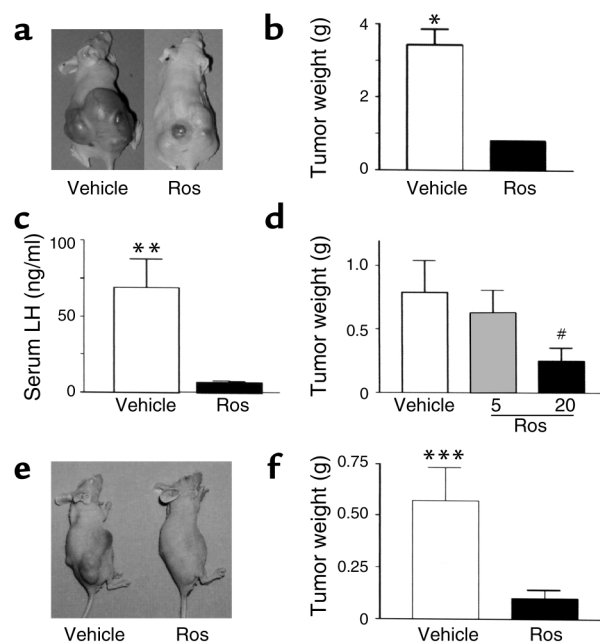 a
Vehicle Ros
b
Tumor weight (g)
4
2
0
*
Vehicle Ros
c
Serum LH (ng/ml)
100
50
0
**
Vehicle Ros
d
Tumor weight (g)
1.0
0.5
0
#
Vehicle 5 20
Ros
e
Vehicle Ros
f
Tumor weight (g)
0.75
0.50
0.25
0
***
Vehicle Ros